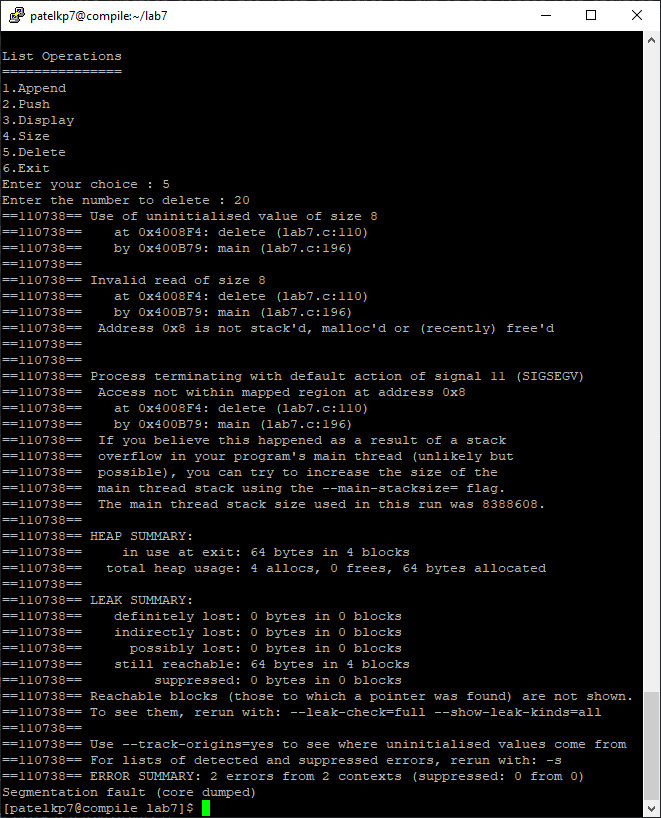 patelkp7@compile:~/lab7
List Operations
===============
1.Append
2.Push
3.Display
4.Size
5.Delete
6.Exit
Enter your choice : 5
Enter the number to delete : 20
==110738== Use of uninitialised value of size 8
==110738==    at 0x4008F4: delete (lab7.c:110)
==110738==    by 0x400B79: main (lab7.c:196)
==110738==
==110738== Invalid read of size 8
==110738==    at 0x4008F4: delete (lab7.c:110)
==110738==    by 0x400B79: main (lab7.c:196)
==110738==  Address 0x8 is not stack'd, malloc'd or (recently) free'd
==110738==
==110738==
==110738== Process terminating with default action of signal 11 (SIGSEGV)
==110738==  Access not within mapped region at address 0x8
==110738==    at 0x4008F4: delete (lab7.c:110)
==110738==    by 0x400B79: main (lab7.c:196)
==110738==  If you believe this happened as a result of a stack
==110738==  overflow in your program's main thread (unlikely but
==110738==  possible), you can try to increase the size of the
==110738==  main thread stack using the --main-stacksize= flag.
==110738==  The main thread stack size used in this run was 8388608.
==110738==
==110738== HEAP SUMMARY:
==110738==     in use at exit: 64 bytes in 4 blocks
==110738==   total heap usage: 4 allocs, 0 frees, 64 bytes allocated
==110738==
==110738== LEAK SUMMARY:
==110738==    definitely lost: 0 bytes in 0 blocks
==110738==    indirectly lost: 0 bytes in 0 blocks
==110738==      possibly lost: 0 bytes in 0 blocks
==110738==    still reachable: 64 bytes in 4 blocks
==110738==         suppressed: 0 bytes in 0 blocks
==110738== Reachable blocks (those to which a pointer was found) are not shown.
==110738== To see them, rerun with: --leak-check=full --show-leak-kinds=all
==110738==
==110738== Use --track-origins=yes to see where uninitialised values come from
==110738== For lists of detected and suppressed errors, rerun with: -s
==110738== ERROR SUMMARY: 2 errors from 2 contexts (suppressed: 0 from 0)
Segmentation fault (core dumped)
[patelkp7@compile lab7]$